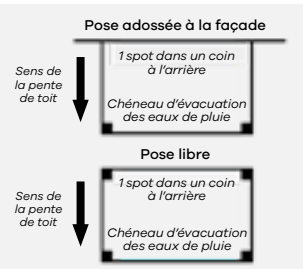 Pose adossée à la façade
Sens de
la pente
de toit
1 spot dans un coin
à l'arrière
Chéneau d'évacuation
des eaux de pluie
Pose libre
Sens de
la pente
de toit
1 spot dans un coin
à l'arrière
Chéneau d'évacuation
des eaux de pluie